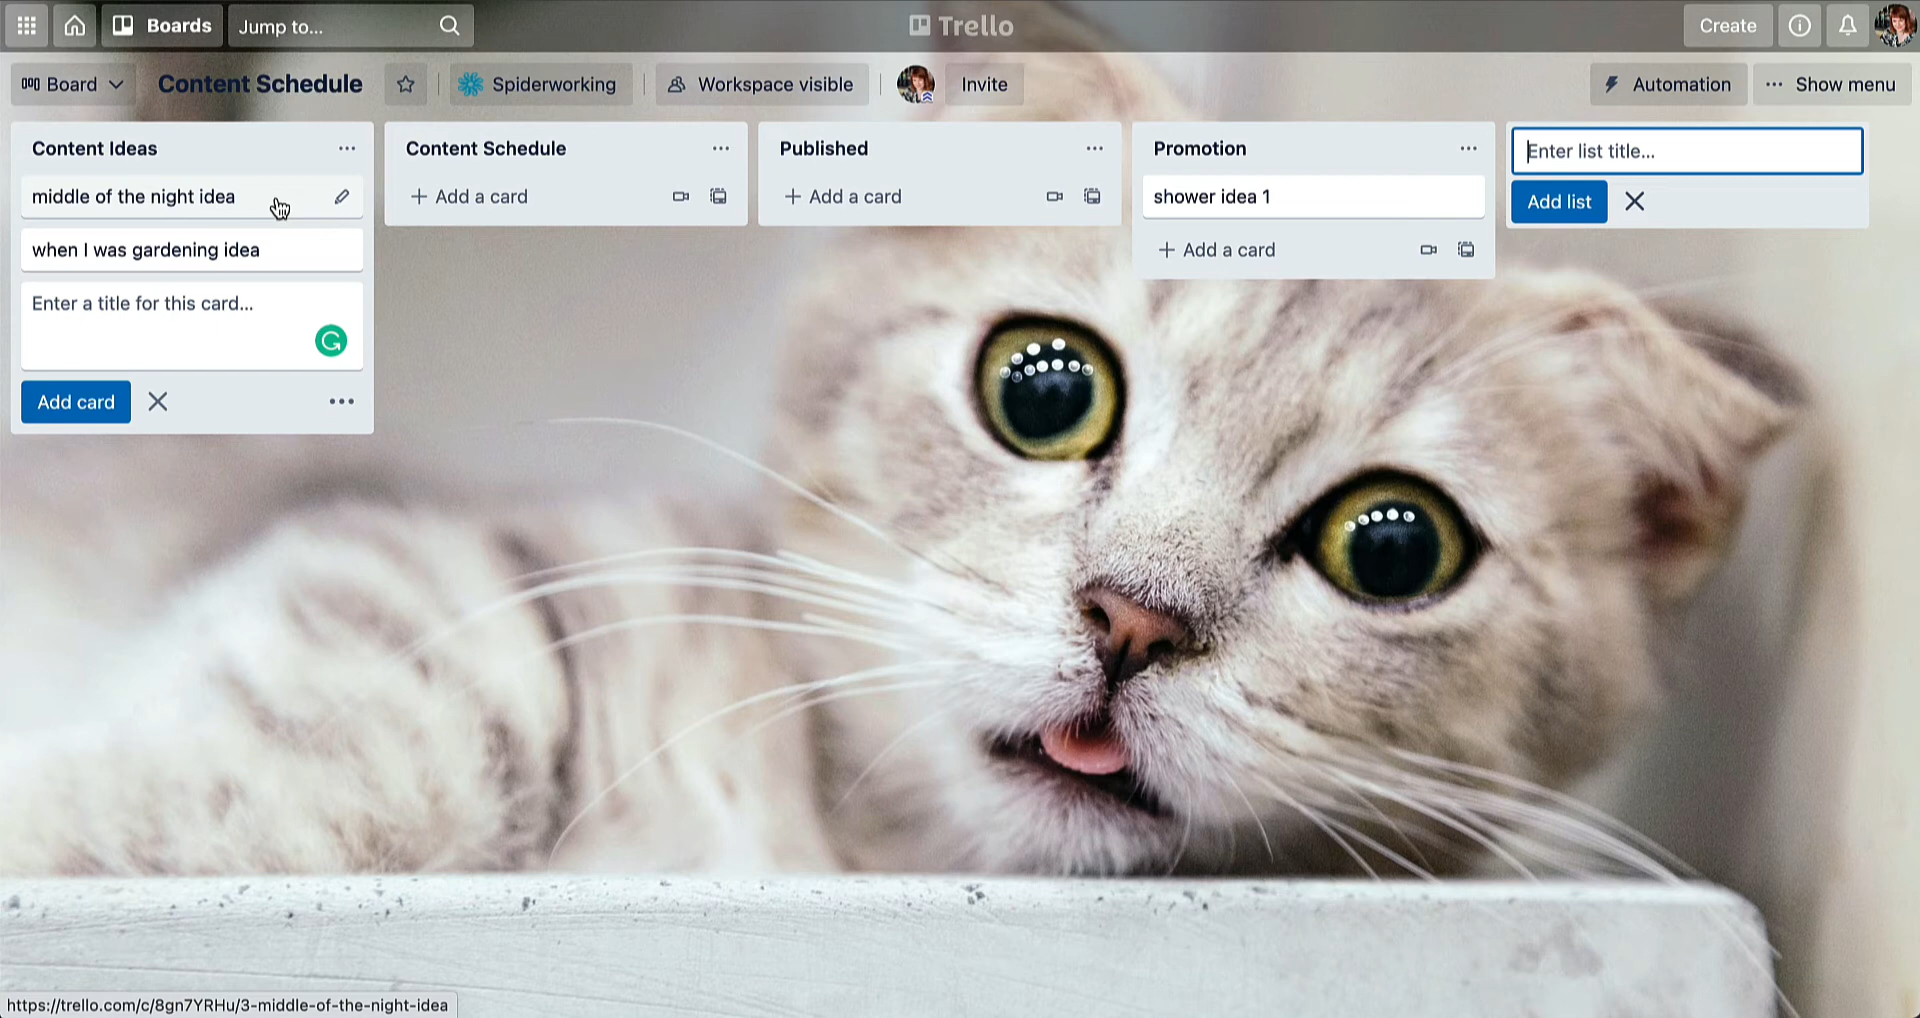 Boards
Jump to...
Trello
Create
Board
Content Schedule
Spiderworking
Workspace visible
Invite
Automation
Show menu
Content Ideas
middle of the night idea
when I was gardening idea
Enter a title for this card...
Add card
Content Schedule
Add a card
Published
Add a card
Promotion
shower idea 1
Add a card
Enter list title...
Add list
https://trello.com/c/8gn7YRHu/3-middle-of-the-night-idea